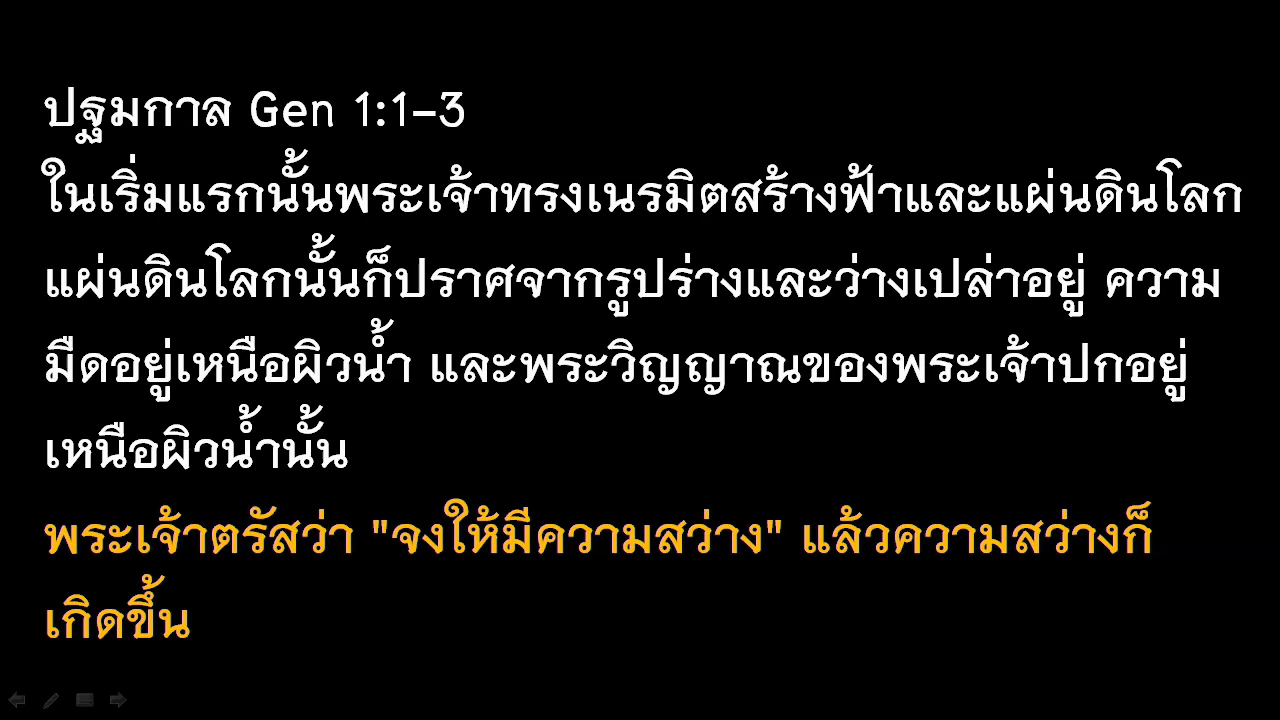 ปฐมกาล Gen 1:1-3
ในเริ่มแรกนั้นพระเจ้าทรงเนรมิตสร้างฟ้าและแผ่นดินโลก
แผ่นดินโลกนั้นก็ปราศจากรูปร่างและว่างเปล่าอยู่ ความ
มืดอยู่เหนือผิวน้ำ และพระวิญญาณของพระเจ้าปกอยู่
เหนือผิวน้ำนั้น
พระเจ้าตรัสว่า "จงให้มีความสว่าง" แล้วความสว่างก็
เกิดขึ้น